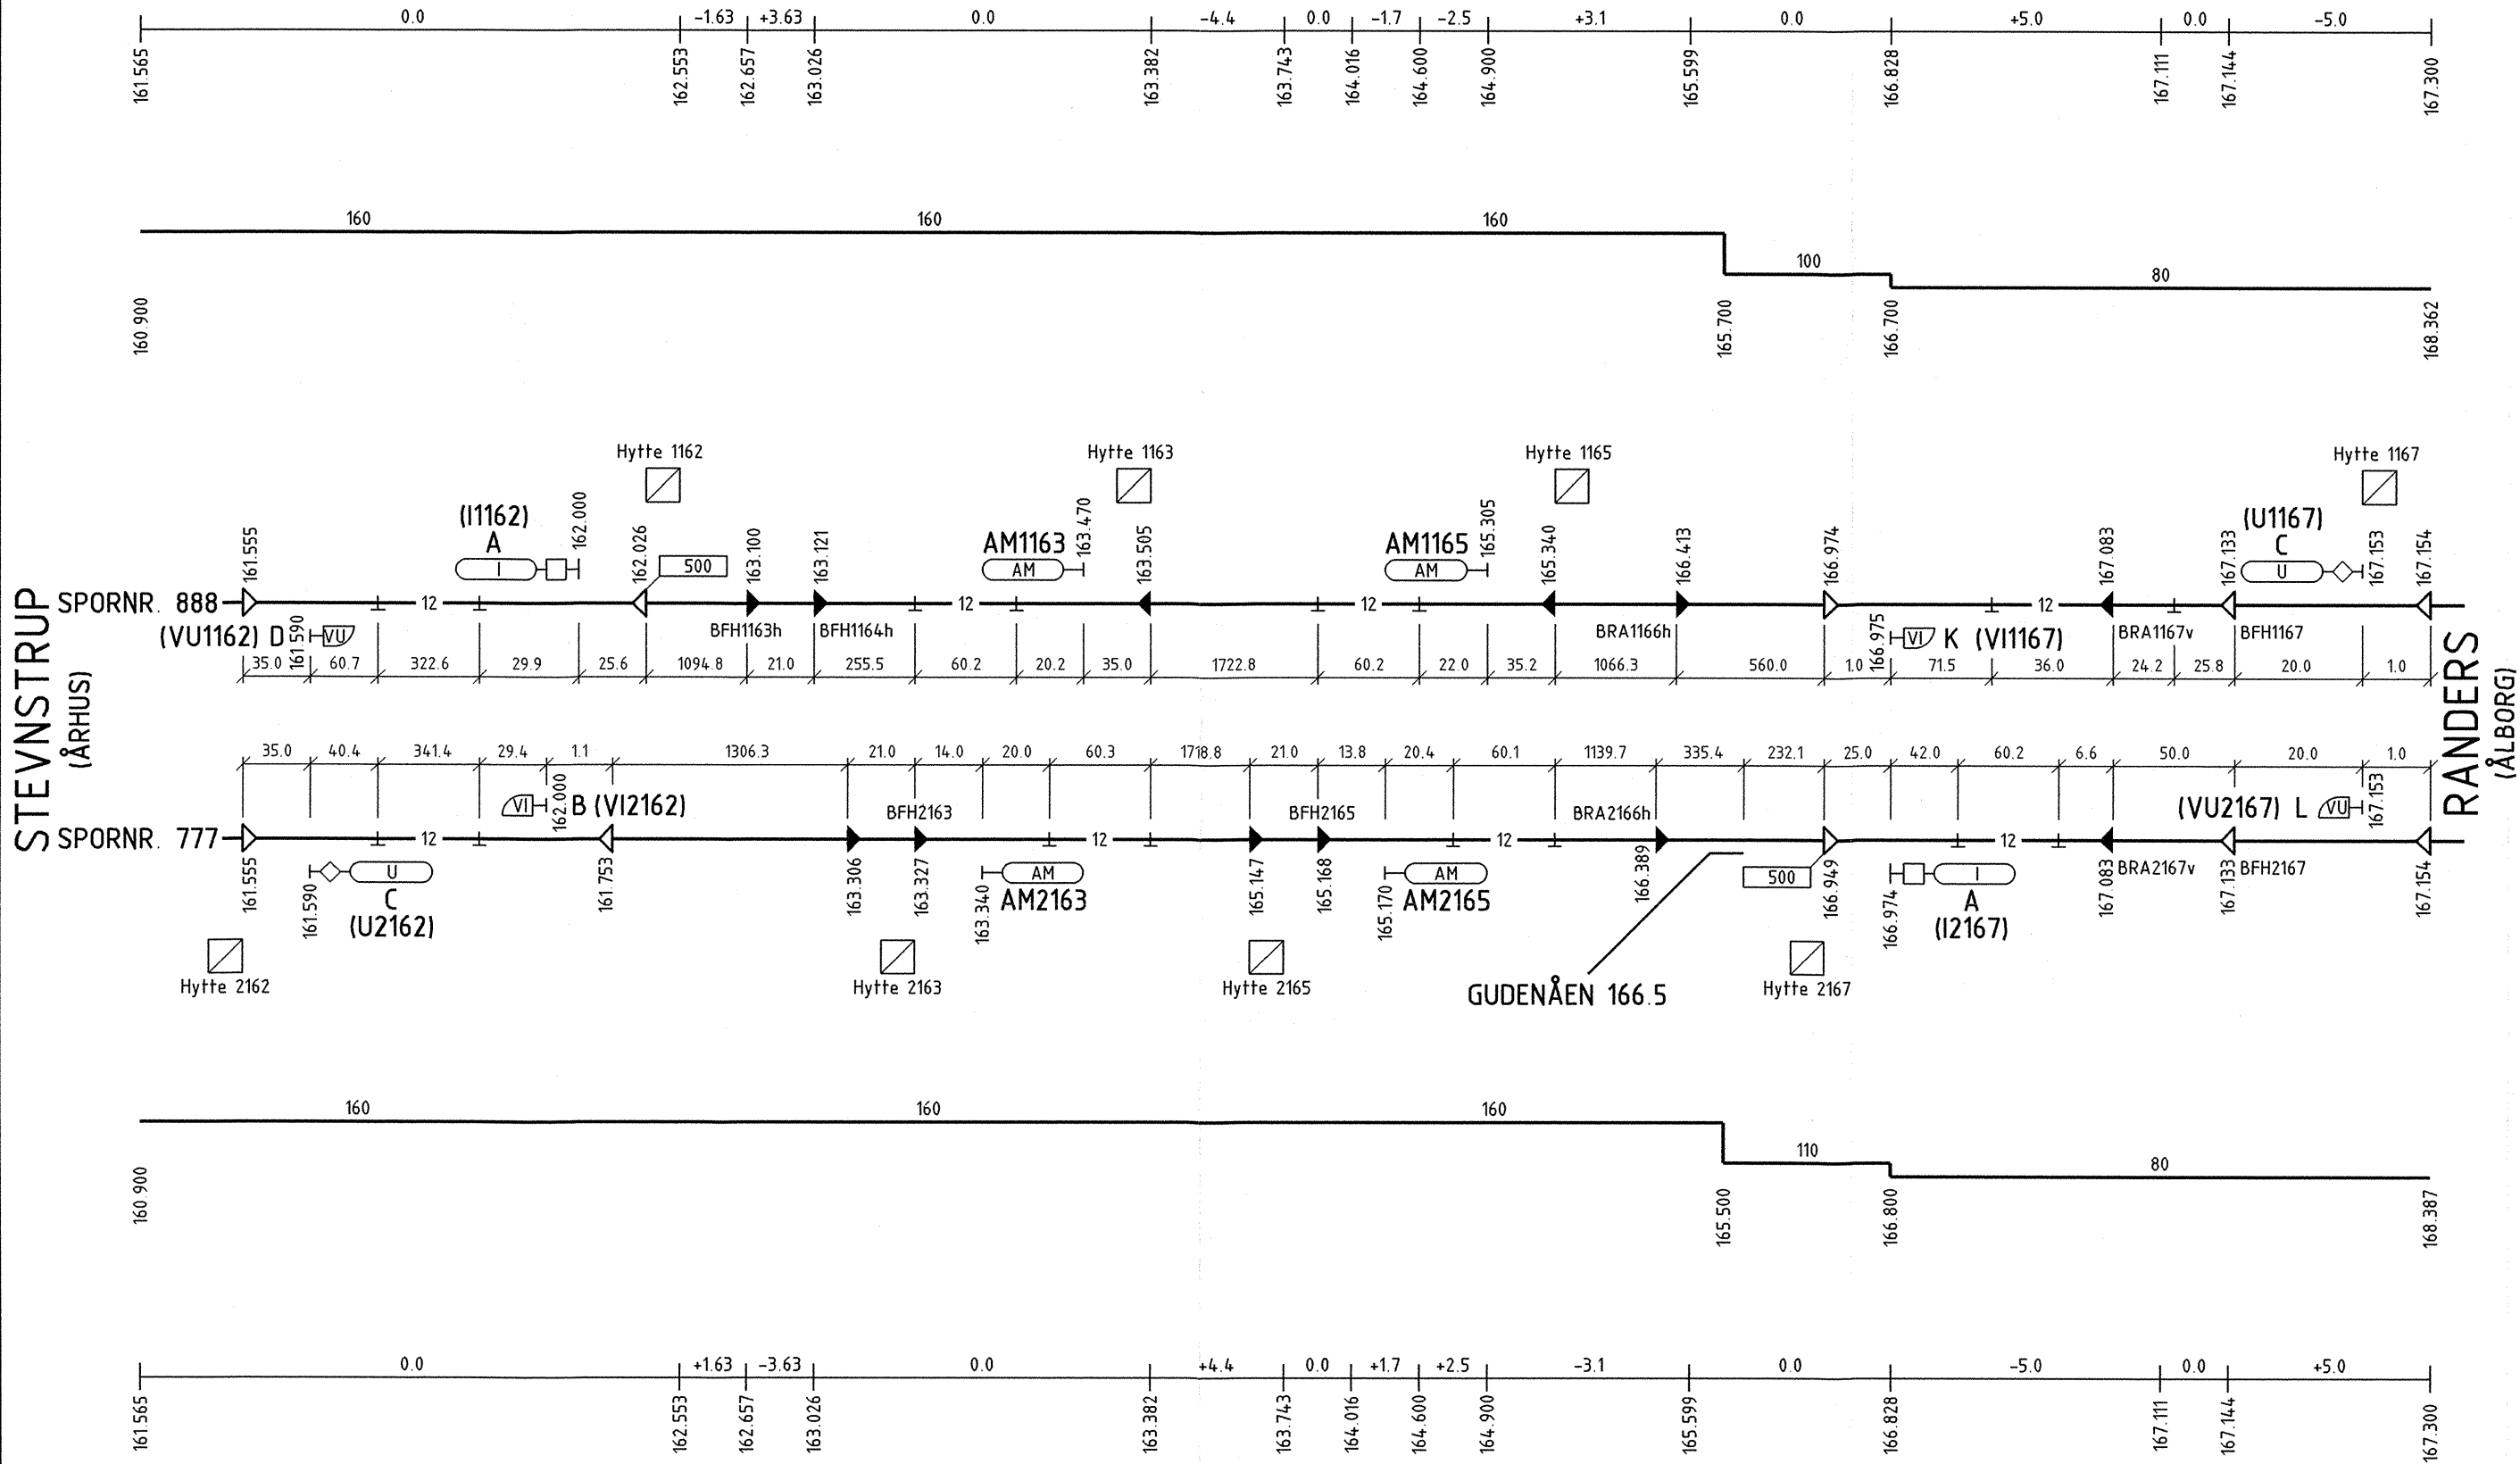 0.0 -1.63 +3.63 0.0 -4.4 0.0 -1.7 -2.5 +3.1 0.0 +5.0 0.0 -5.0
161.565 162.553 162.657 163.026 163.382 163.743 164.016 164.600 164.900 165.599 166.828 167.111 167.144 167.300
160 160 160
100
80
160.900 165.700 166.700 168.362
Hytte 1162 Hytte 1163 Hytte 1165 Hytte 1167
(I1162) (U1167)
A AM1163 AM1165 C
I 500 AM AM U
161.555 162.000 162.026 163.100 163.121 163.470 163.505 165.305 165.340 166.413 166.974 167.083 167.133 167.153 167.154
STEVNSTRUP
(ÅRHUS)
SPORNR. 888 12 12 12 12
(VU1162) D 161.590 VU BFH1163h BFH1164h BRA1166h 166.975 VI K (VI1167) BRA1167v BFH1167
35.0 60.7 322.6 29.9 25.6 1094.8 21.0 255.5 60.2 20.2 35.0 1722.8 60.2 22.0 35.2 1066.3 560.0 1.0 71.5 36.0 24.2 25.8 20.0 1.0
RANDERS
(ÅLBORG)
35.0 40.4 341.4 29.4 1.1 1306.3 21.0 14.0 20.0 60.3 1718.8 21.0 13.8 20.4 60.1 1139.7 335.4 232.1 25.0 42.0 60.2 6.6 50.0 20.0 1.0
VI 162.000 B (VI2162) BFH2163 BFH2165 BRA2166h (VU2167) L VU 167.153
SPORNR. 777 12 12 12 12
161.555 161.590 161.753 163.306 163.327 163.340 165.147 165.168 165.170 166.389 166.949 166.974 167.083 167.133 167.154
U AM AM 500 I BRA2167v BFH2167
C AM2163 AM2165 A
(U2162) (I2167)
Hytte 2162 Hytte 2163 Hytte 2165 Hytte 2167
GUDENÅEN 166.5
160 160 160
110
80
160.900 165.500 166.800 168.387
0.0 +1.63 -3.63 0.0 +4.4 0.0 +1.7 +2.5 -3.1 0.0 -5.0 0.0 +5.0
161.565 162.553 162.657 163.026 163.382 163.743 164.016 164.600 164.900 165.599 166.828 167.111 167.144 167.300